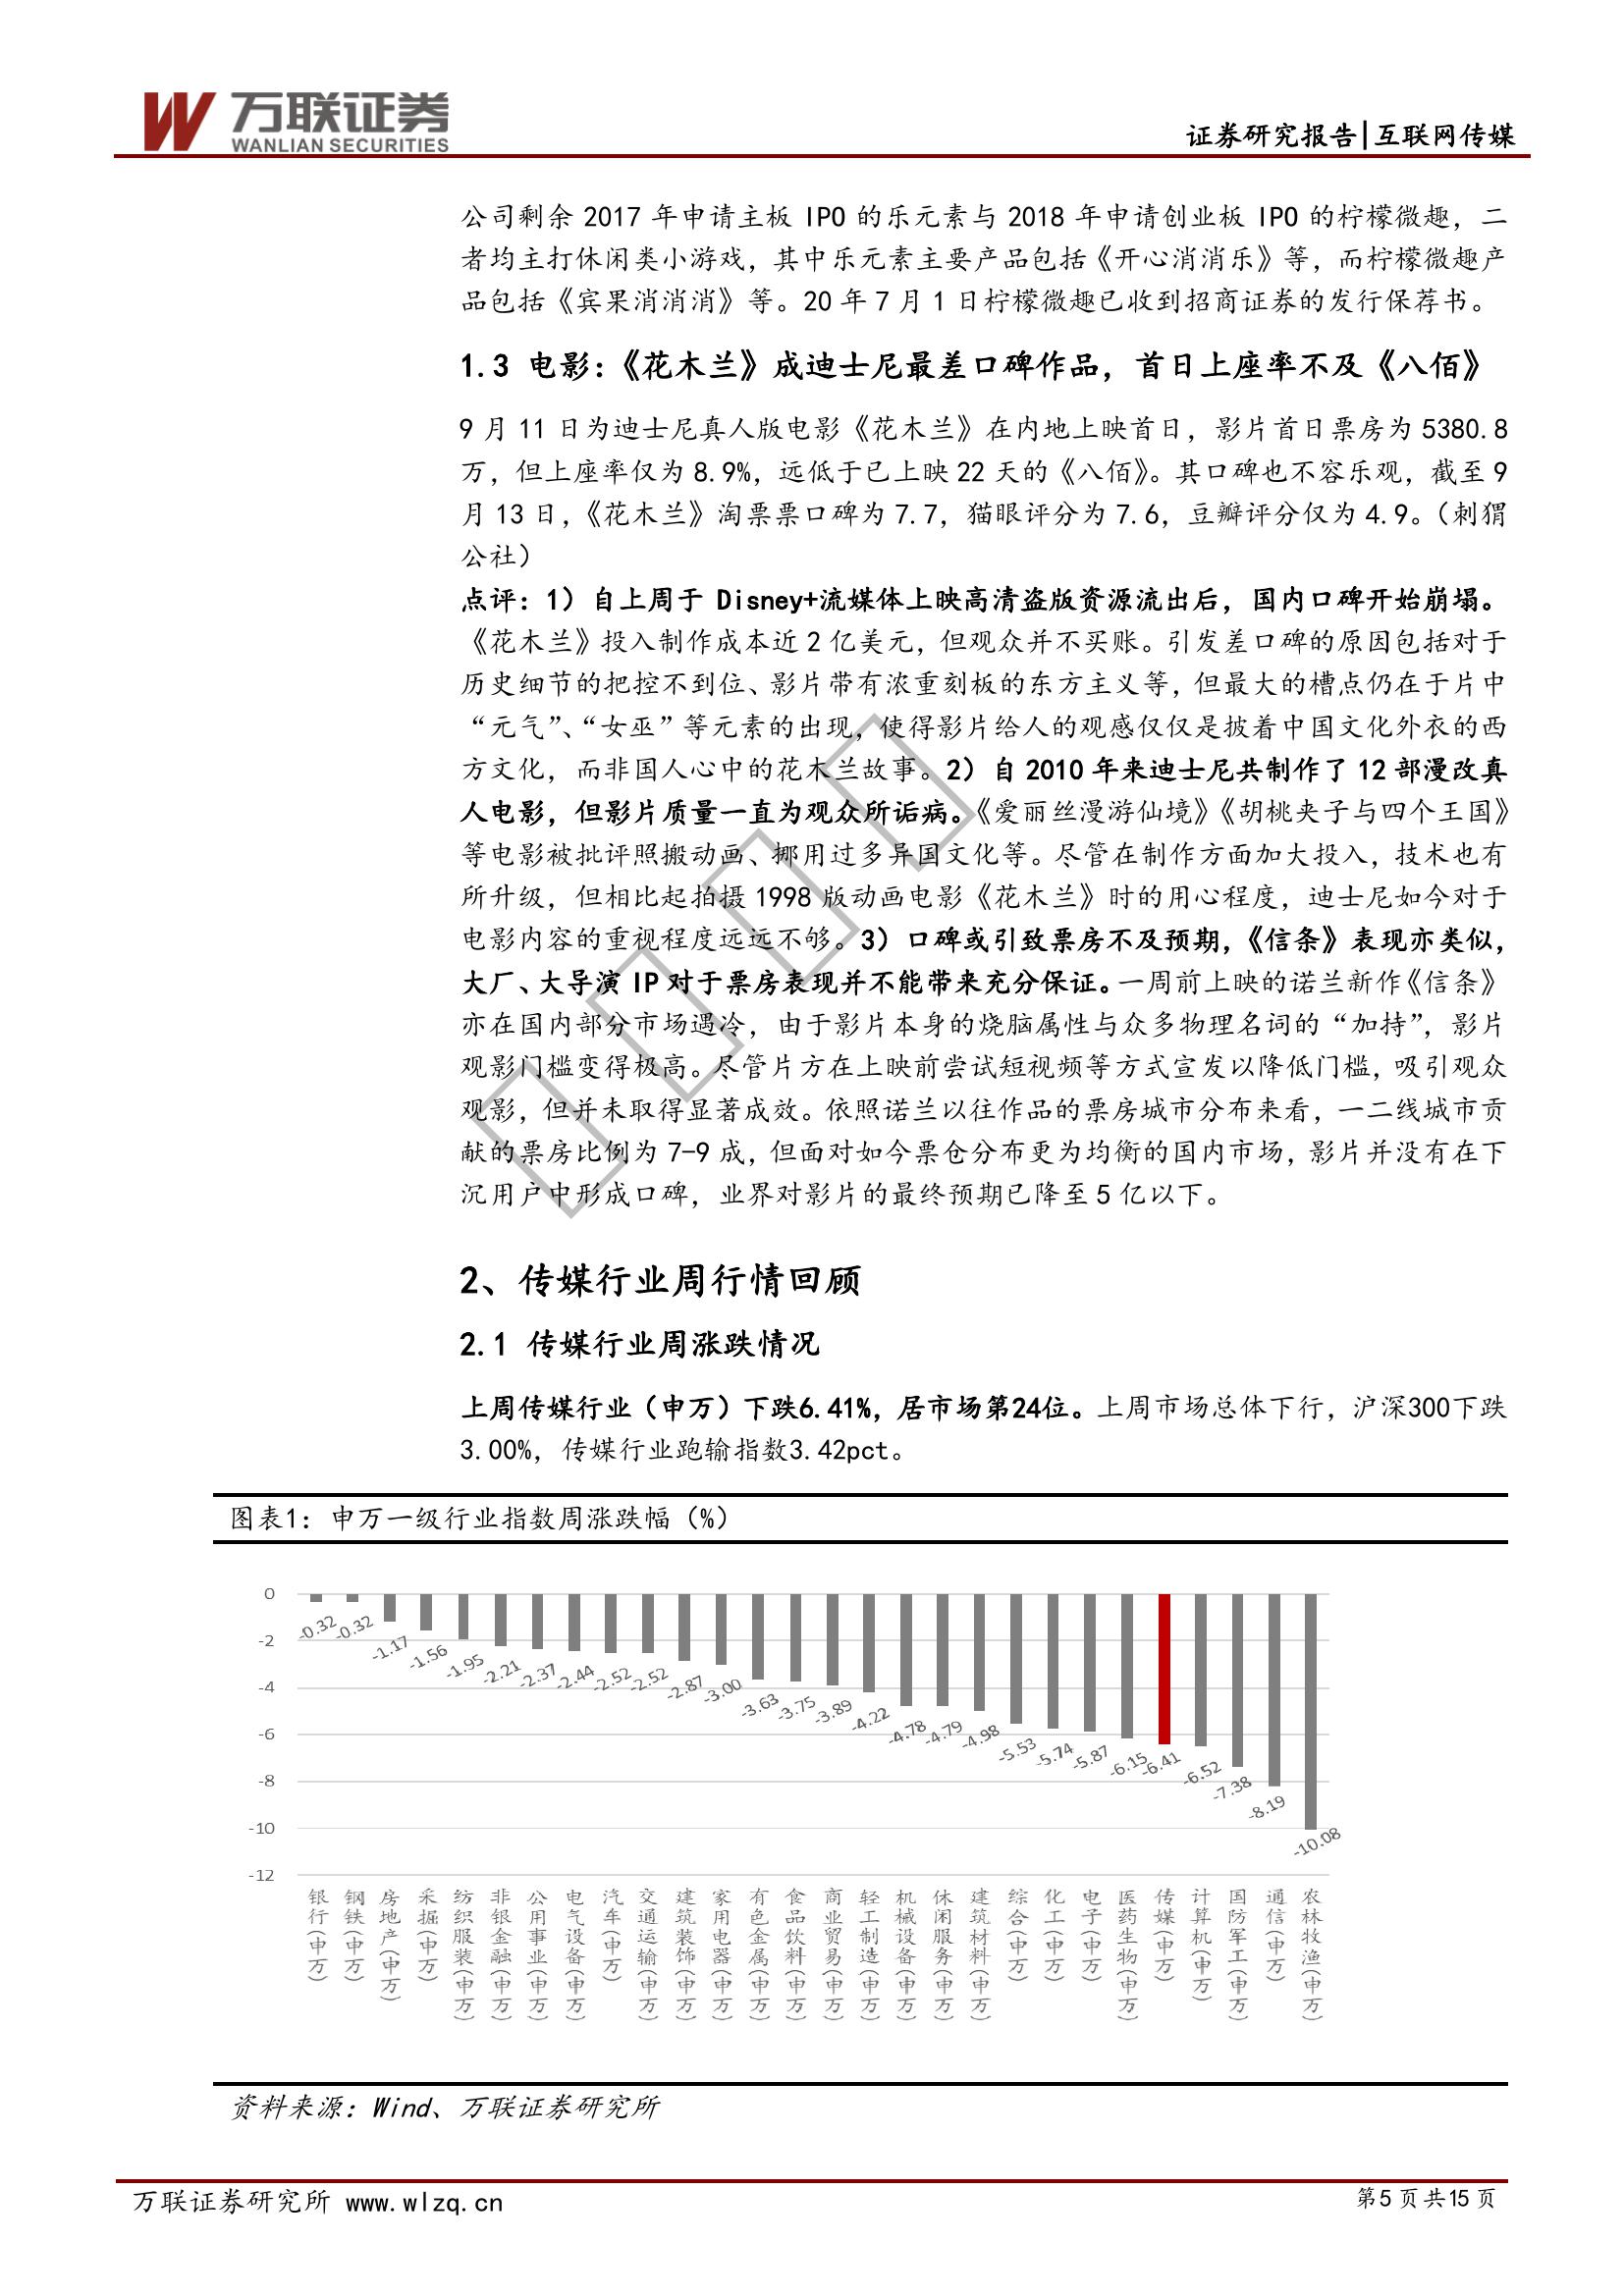 万联证券
WANLIAN SECURITIES
证券研究报告|互联网传媒
公司剩余 2017 年申请主板 IPO 的乐元素与 2018 年申请创业板 IPO 的柠檬微趣，二
者均主打休闲类小游戏，其中乐元素主要产品包括《开心消消乐》等，而柠檬微趣产
品包括《宾果消消消》等。20 年 7 月 1 日柠檬微趣已收到招商证券的发行保荐书。
1.3 电影：《花木兰》成迪士尼最差口碑作品，首日上座率不及《八佰》
9 月 11 日为迪士尼真人版电影《花木兰》在内地上映首日，影片首日票房为 5380.8
万，但上座率仅为 8.9%，远低于已上映 22 天的《八佰》。其口碑也不容乐观，截至 9
月 13 日，《花木兰》淘票票口碑为 7.7，猫眼评分为 7.6，豆瓣评分仅为 4.9。（刺猬
公社）
点评：1）自上周于 Disney+流媒体上映高清盗版资源流出后，国内口碑开始崩塌。
《花木兰》投入制作成本近 2 亿美元，但观众并不买账。引发差口碑的原因包括对于
历史细节的把控不到位、影片带有浓重刻板的东方主义等，但最大的槽点仍在于片中
“元气”、“女巫”等元素的出现，使得影片给人的观感仅仅是披着中国文化外衣的西
方文化，而非国人心中的花木兰故事。2）自 2010 年来迪士尼共制作了 12 部漫改真
人电影，但影片质量一直为观众所诟病。《爱丽丝漫游仙境》《胡桃夹子与四个王国》
等电影被批评照搬动画、挪用过多异国文化等。尽管在制作方面加大投入，技术也有
所升级，但相比起拍摄 1998 版动画电影《花木兰》时的用心程度，迪士尼如今对于
电影内容的重视程度远远不够。3）口碑或引致票房不及预期，《信条》表现亦类似，
大厂、大导演 IP 对于票房表现并不能带来充分保证。一周前上映的诺兰新作《信条》
亦在国内部分市场遇冷，由于影片本身的烧脑属性与众多物理名词的“加持”，影片
观影门槛变得极高。尽管片方在上映前尝试短视频等方式宣发以降低门槛，吸引观众
观影，但并未取得显著成效。依照诺兰以往作品的票房城市分布来看，一二线城市贡
献的票房比例为 7-9 成，但面对如今票仓分布更为均衡的国内市场，影片并没有在下
沉用户中形成口碑，业界对影片的最终预期已降至 5 亿以下。
2、传媒行业周行情回顾
2.1 传媒行业周涨跌情况
上周传媒行业（申万）下跌6.41%，居市场第24位。上周市场总体下行，沪深300下跌
3.00%，传媒行业跑输指数3.42pct。
图表1：申万一级行业指数周涨跌幅（%）
0
-2
-4
-6
-8
-10
-12
-0.32
-0.32
-1.17
-1.56
-1.95
-2.21
-2.37
-2.44
-2.52
-2.52
-2.87
-3.00
-3.63
-3.75
-3.89
-4.22
-4.78
-4.79
-4.98
-5.53
-5.74
-5.87
-6.15
-6.41
-6.52
-7.38
-8.19
-10.08
银行(申万)
钢铁(申万)
房地产(申万)
采掘(申万)
纺织服装(申万)
非银金融(申万)
公用事业(申万)
电气设备(申万)
汽车(申万)
交通运输(申万)
建筑装饰(申万)
家用电器(申万)
有色金属(申万)
食品饮料(申万)
商业贸易(申万)
轻工制造(申万)
机械设备(申万)
休闲服务(申万)
建筑材料(申万)
综合(申万)
化工(申万)
电子(申万)
医药生物(申万)
传媒(申万)
计算机(申万)
国防军工(申万)
通信(申万)
农林牧渔(申万)
资料来源：Wind、万联证券研究所
万联证券研究所 www.wlzq.cn
第 5 页 共 15 页